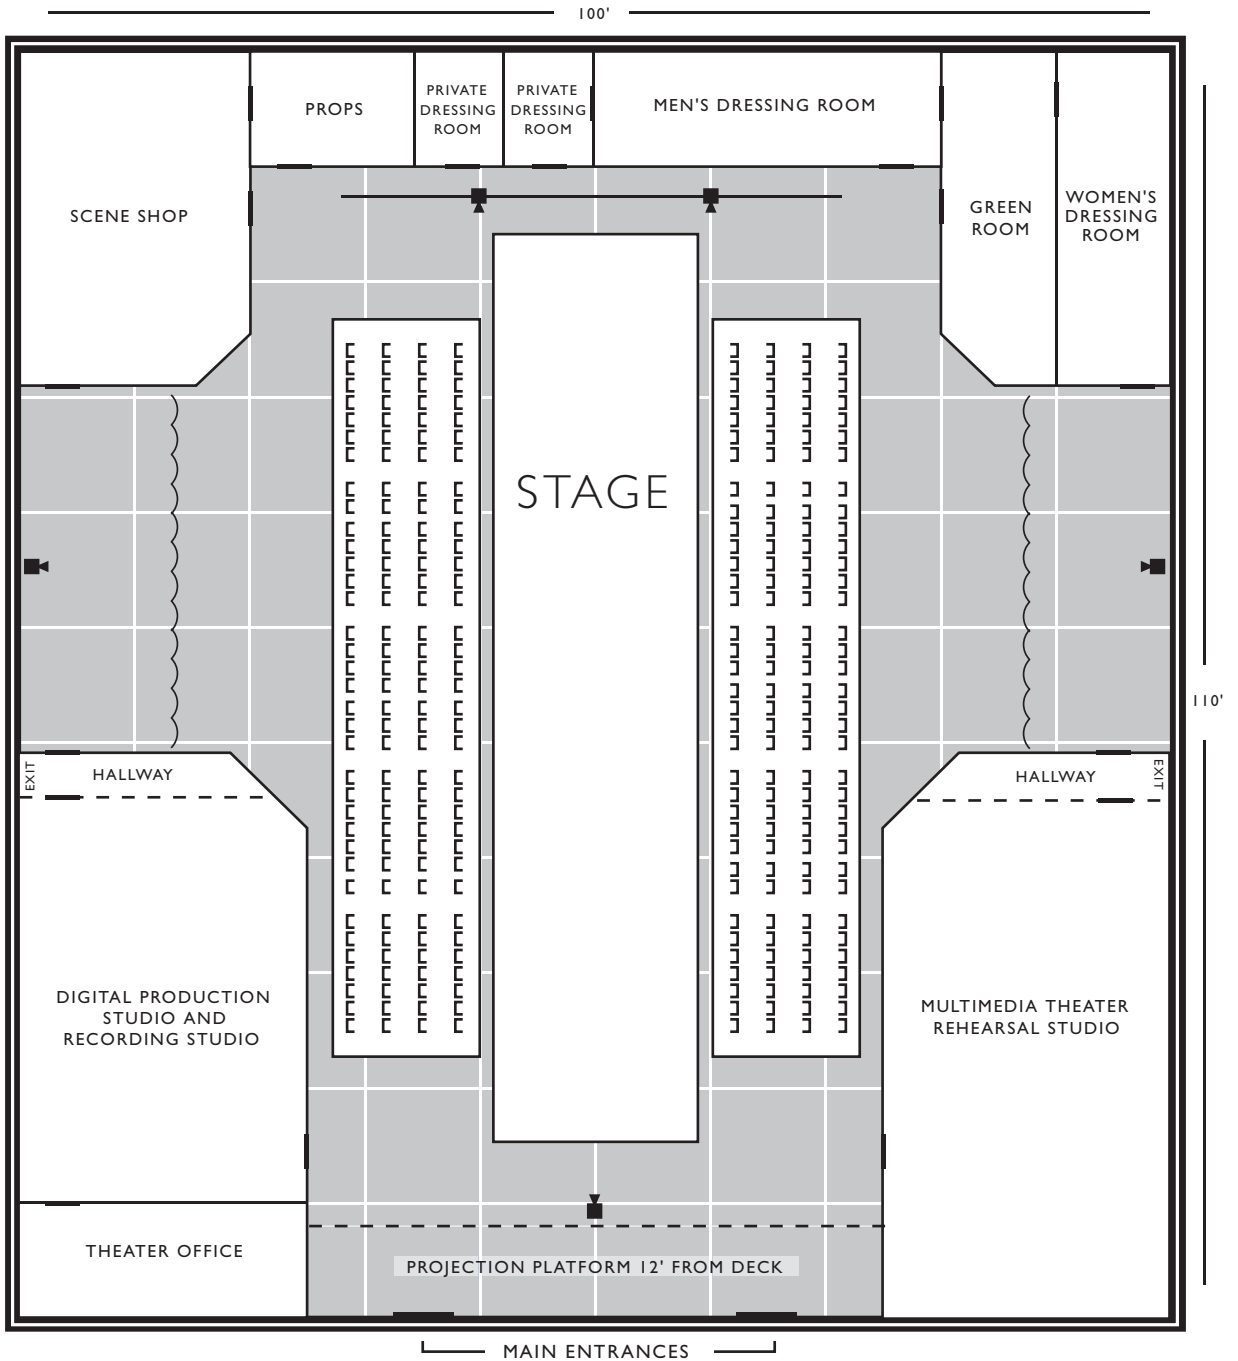 100'
PROPS
PRIVATE
DRESSING
ROOM
PRIVATE
DRESSING
ROOM
MEN'S DRESSING ROOM
SCENE SHOP
GREEN
ROOM
WOMEN'S
DRESSING
ROOM
STAGE
110'
EXIT
HALLWAY
HALLWAY
EXIT
DIGITAL PRODUCTION
STUDIO AND
RECORDING STUDIO
MULTIMEDIA THEATER
REHEARSAL STUDIO
THEATER OFFICE
PROJECTION PLATFORM 12' FROM DECK
MAIN ENTRANCES